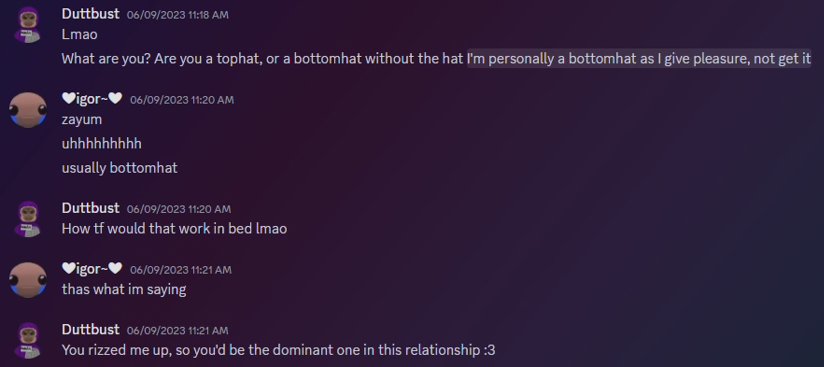 Duttbust 06/09/2023 11:18 AM
Lmao
What are you? Are you a tophat, or a bottomhat without the hat I'm personally a bottomhat as I give pleasure, not get it
🤍igor~🤍 06/09/2023 11:20 AM
zayum
uhhhhhhhhh
usually bottomhat
Duttbust 06/09/2023 11:20 AM
How tf would that work in bed lmao
🤍igor~🤍 06/09/2023 11:21 AM
thas what im saying
Duttbust 06/09/2023 11:21 AM
You rizzed me up, so you'd be the dominant one in this relationship :3